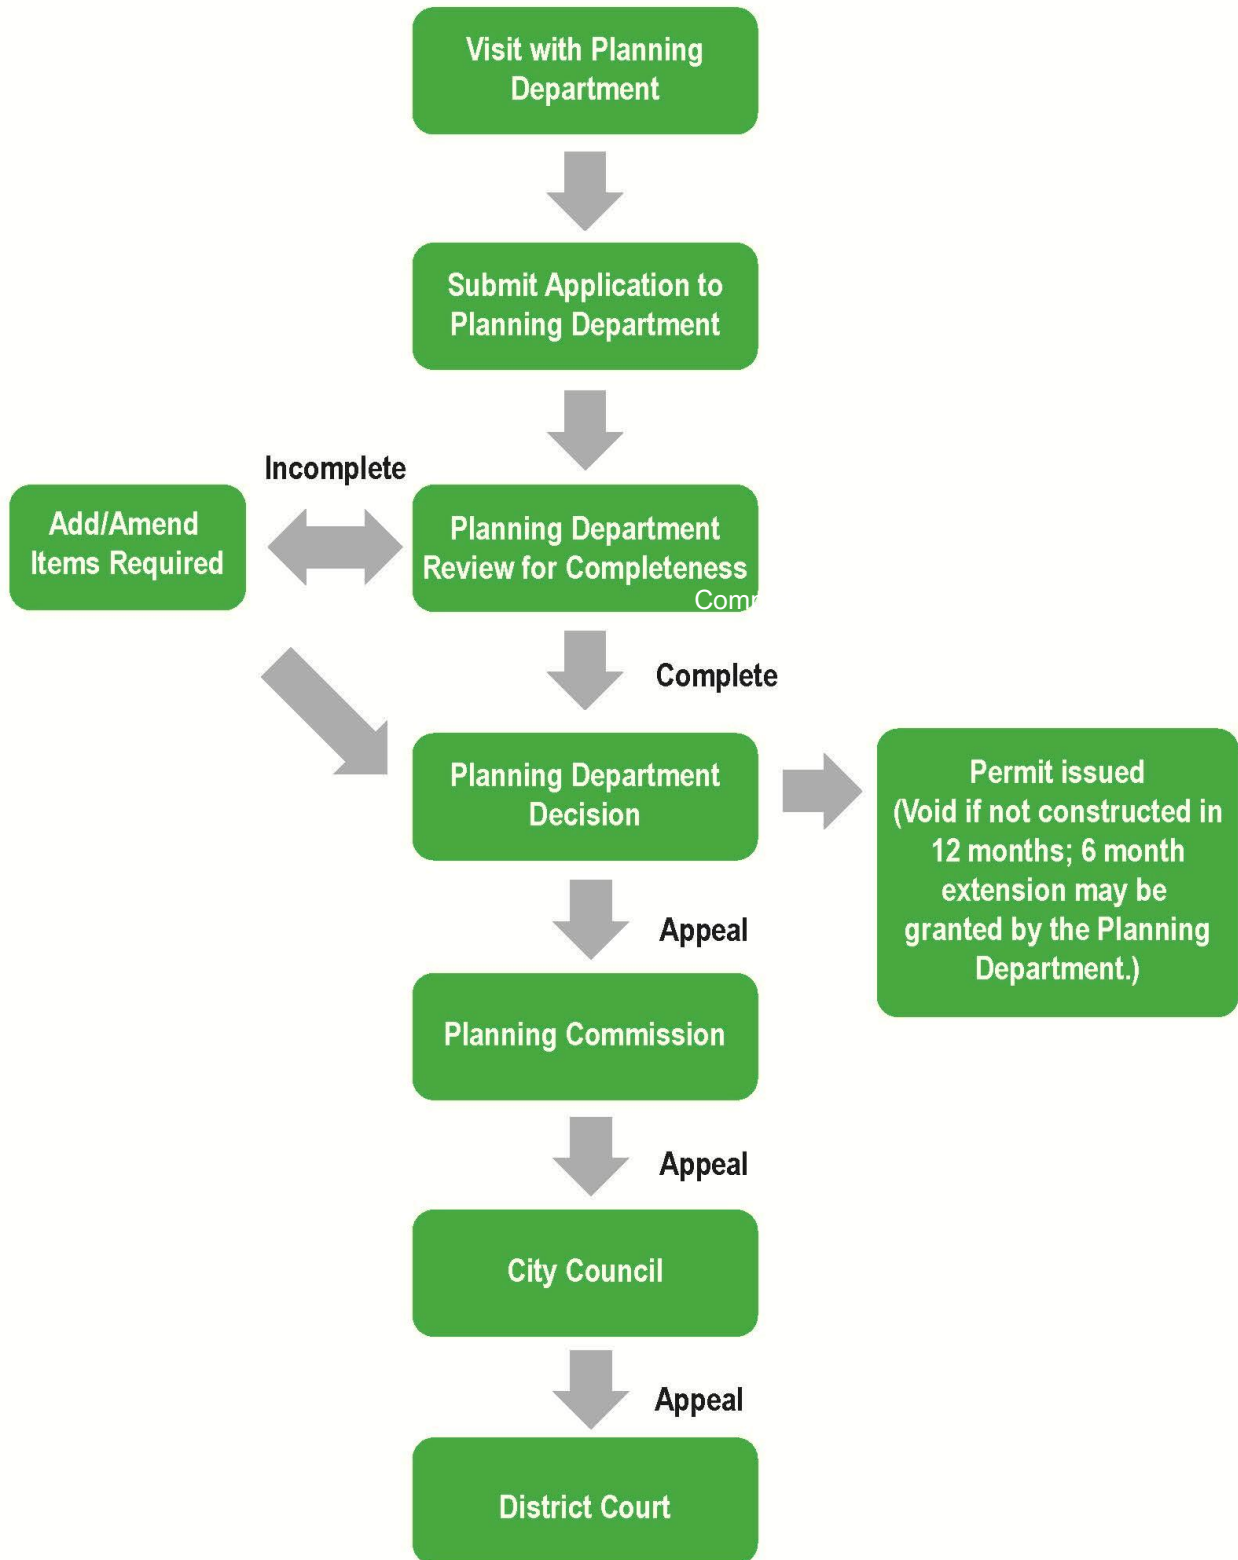 Visit with Planning
Department
Submit Application to
Planning Department
Incomplete
Add/Amend
Items Required
Planning Department
Review for Completeness
Complete
Planning Department
Decision
Permit issued
(Void if not constructed in
12 months; 6 month
extension may be
granted by the Planning
Department.)
Appeal
Planning Commission
Appeal
City Council
Appeal
District Court